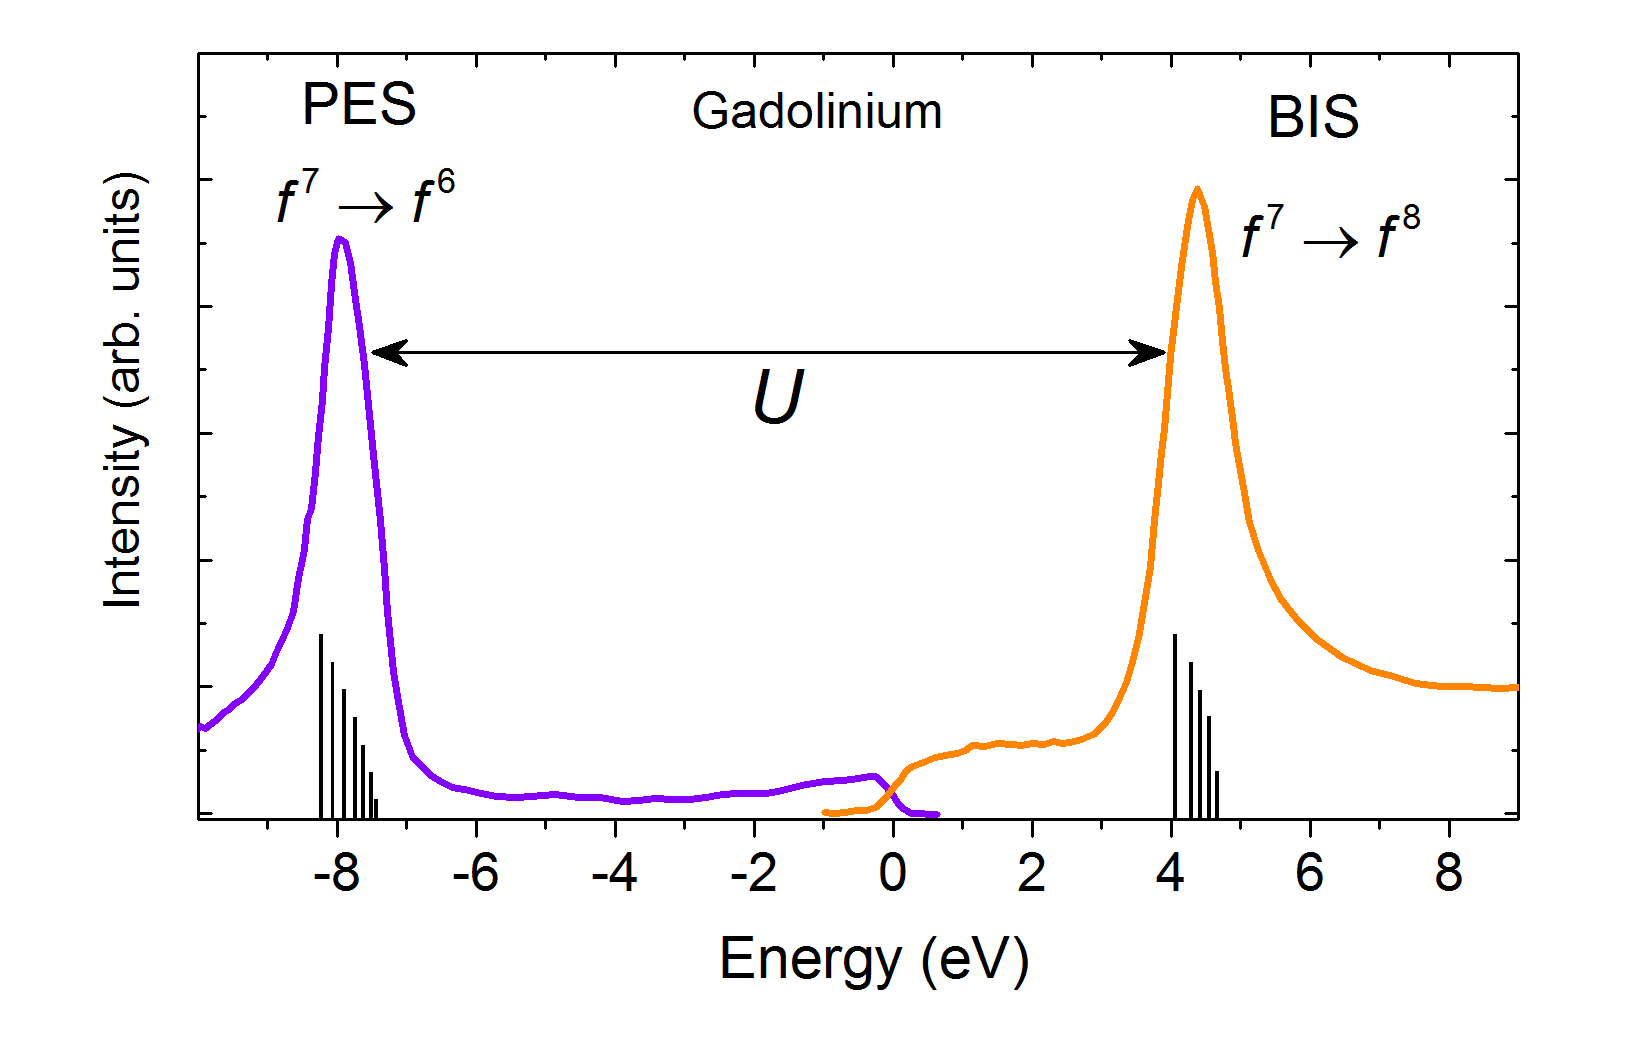 PES
Gadolinium
BIS
f⁷ → f⁶
f⁷ → f⁸
U
Intensity (arb. units)
-8 -6 -4 -2 0 2 4 6 8
Energy (eV)